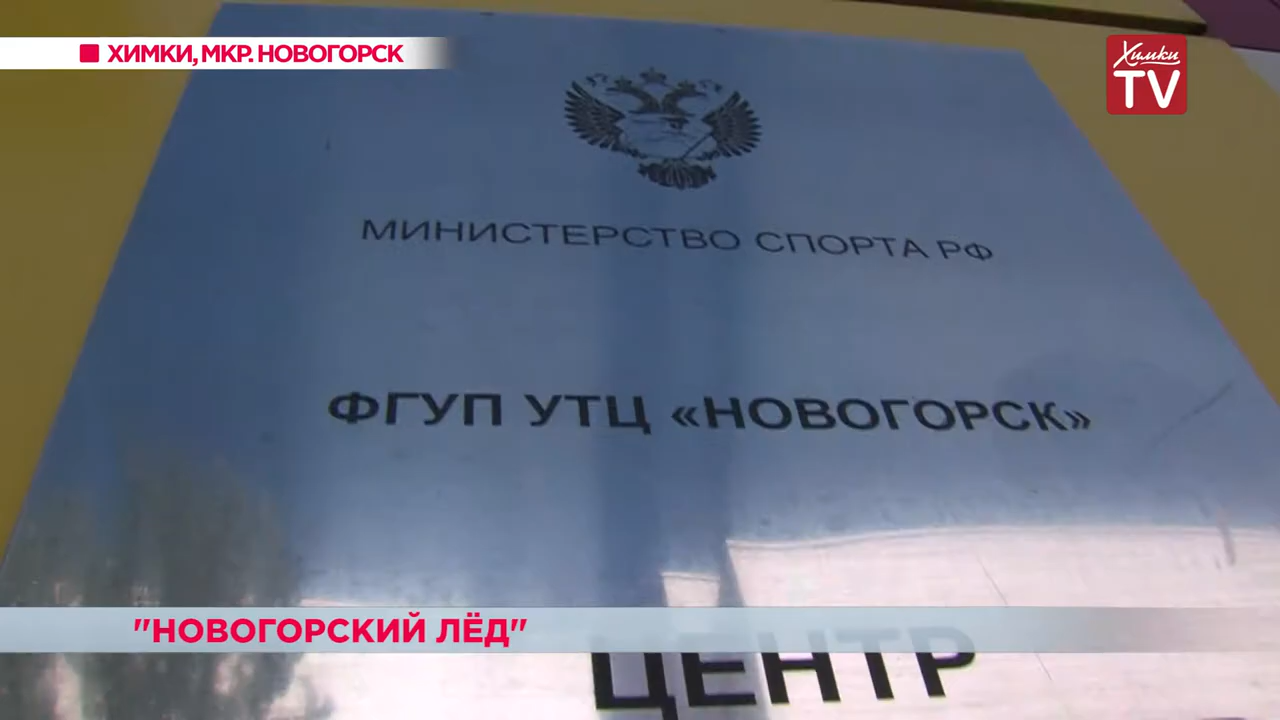 ХИМКИ, МКР. НОВОГОРСК
Химки
TV
МИНИСТЕРСТВО СПОРТА РФ
ФГУП УТЦ «НОВОГОРСК»
"НОВОГОРСКИЙ ЛЁД"
ЦЕНТР